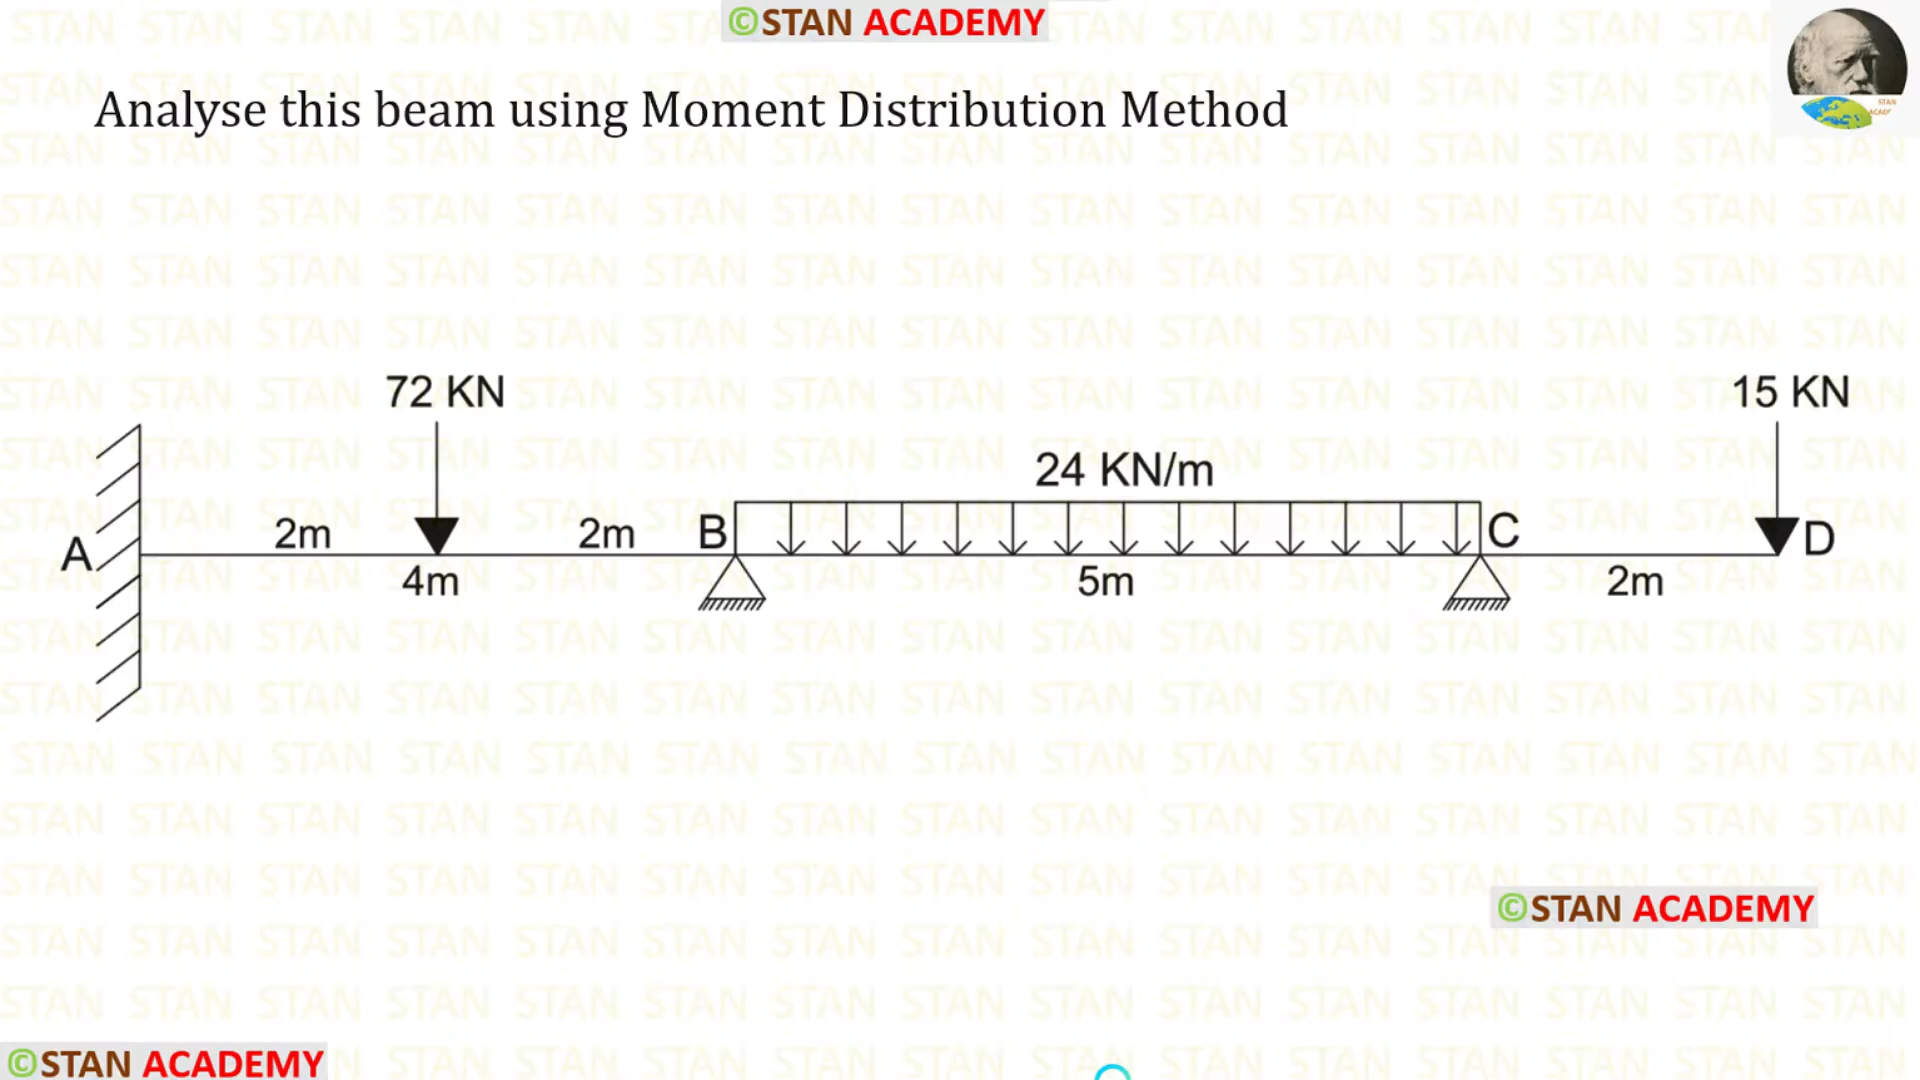 ©STAN ACADEMY
Analyse this beam using Moment Distribution Method
72 KN
15 KN
24 KN/m
A
2m
2m
B
C
D
4m
5m
2m
©STAN ACADEMY
©STAN ACADEMY